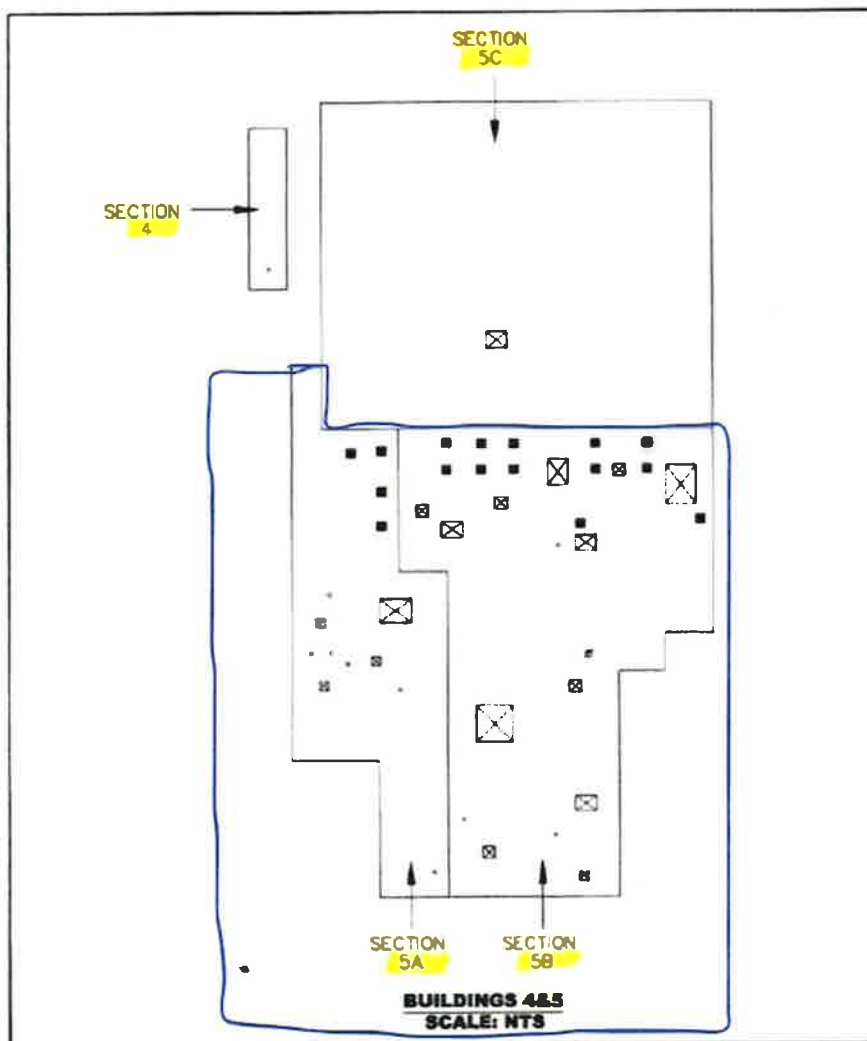 SECTION
5C
SECTION
4
SECTION
5A
SECTION
5B
BUILDINGS 4&5
SCALE: NTS